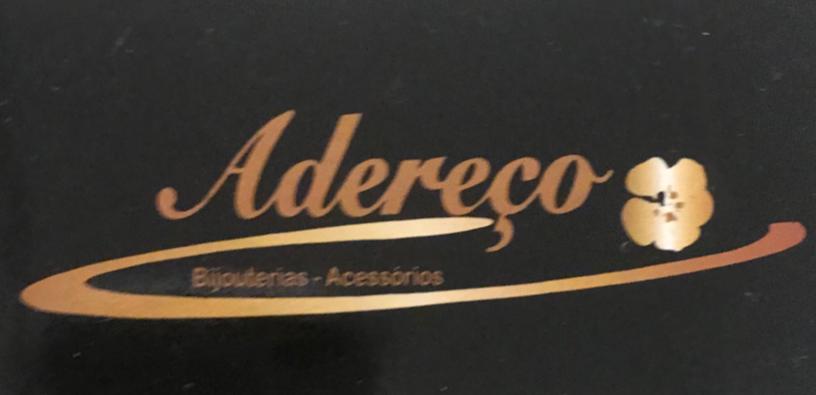 Adereço
Bijouterias - Acessórios